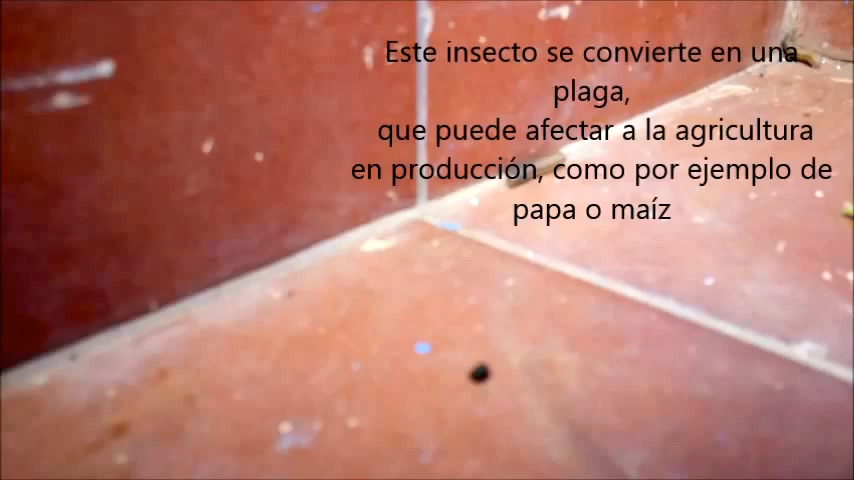 Este insecto se convierte en una
plaga,
que puede afectar a la agricultura
en producción, como por ejemplo de
papa o maíz